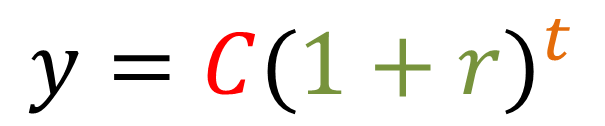 y = C(1 + r)^t